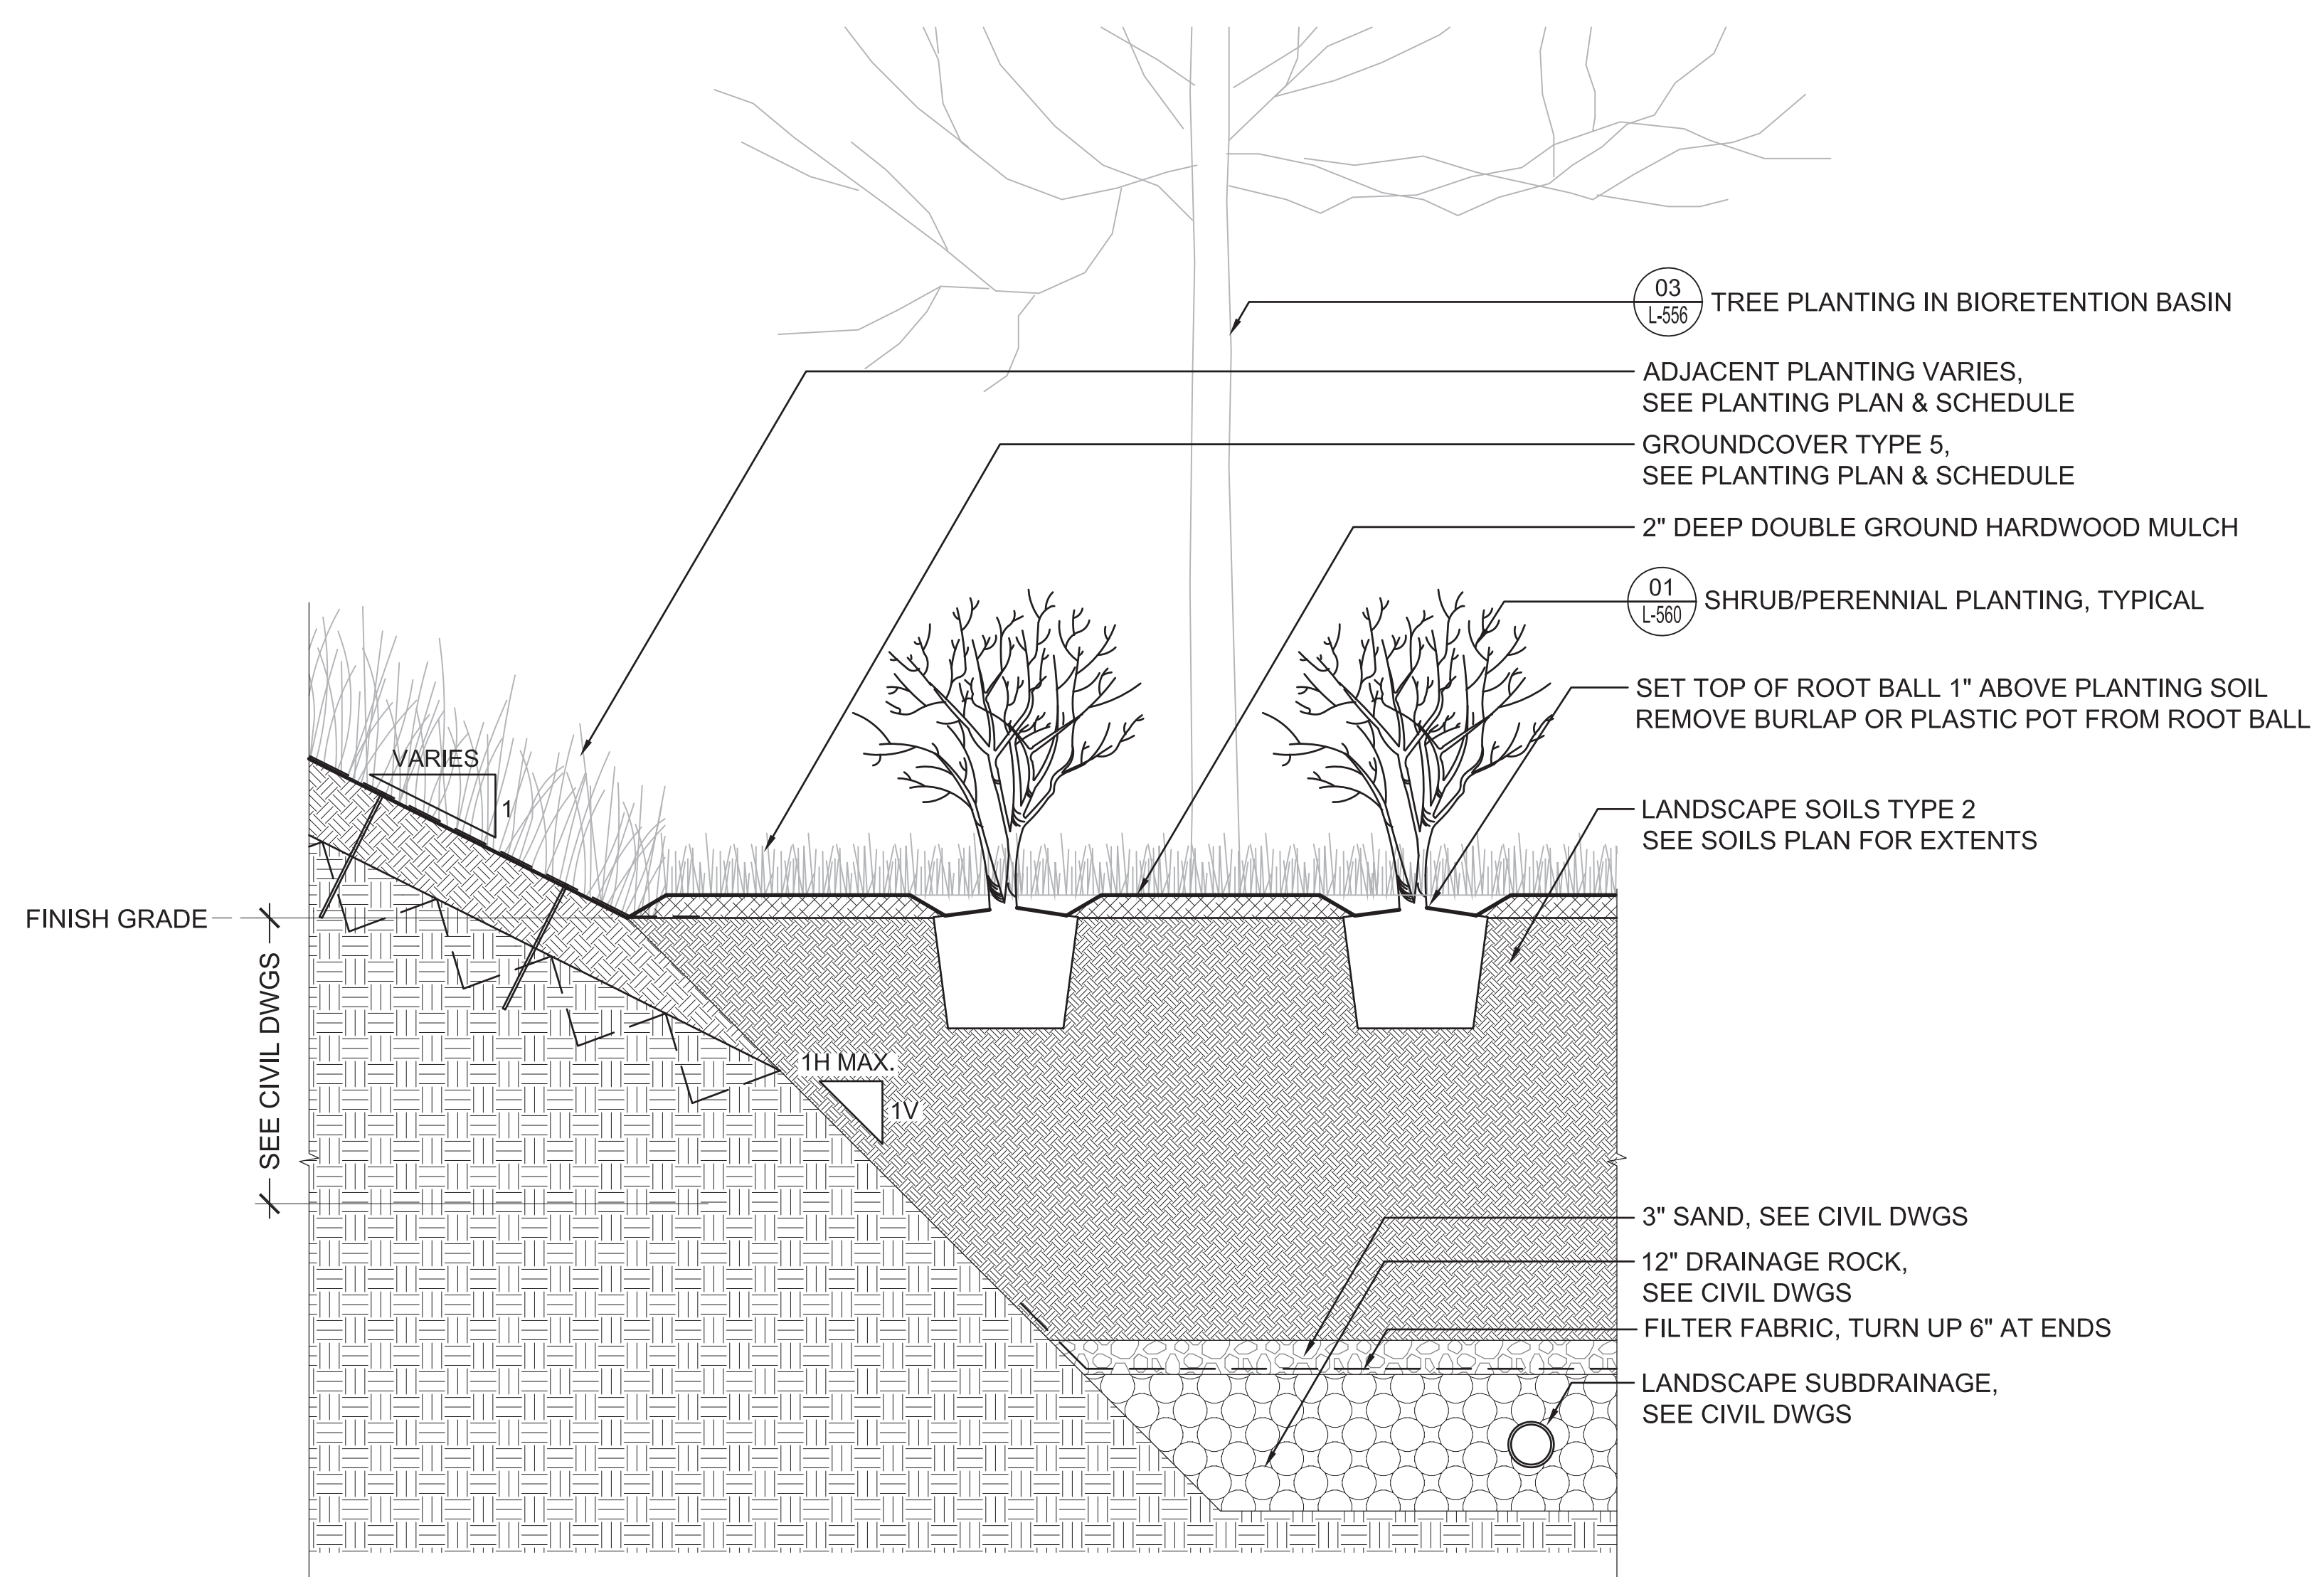 03
L-556
TREE PLANTING IN BIORETENTION BASIN
ADJACENT PLANTING VARIES,
SEE PLANTING PLAN & SCHEDULE
GROUNDCOVER TYPE 5,
SEE PLANTING PLAN & SCHEDULE
2" DEEP DOUBLE GROUND HARDWOOD MULCH
01
L-560
SHRUB/PERENNIAL PLANTING, TYPICAL
SET TOP OF ROOT BALL 1" ABOVE PLANTING SOIL
REMOVE BURLAP OR PLASTIC POT FROM ROOT BALL
VARIES
1
LANDSCAPE SOILS TYPE 2
SEE SOILS PLAN FOR EXTENTS
FINISH GRADE
SEE CIVIL DWGS
1H MAX.
1V
3" SAND, SEE CIVIL DWGS
12" DRAINAGE ROCK,
SEE CIVIL DWGS
FILTER FABRIC, TURN UP 6" AT ENDS
LANDSCAPE SUBDRAINAGE,
SEE CIVIL DWGS